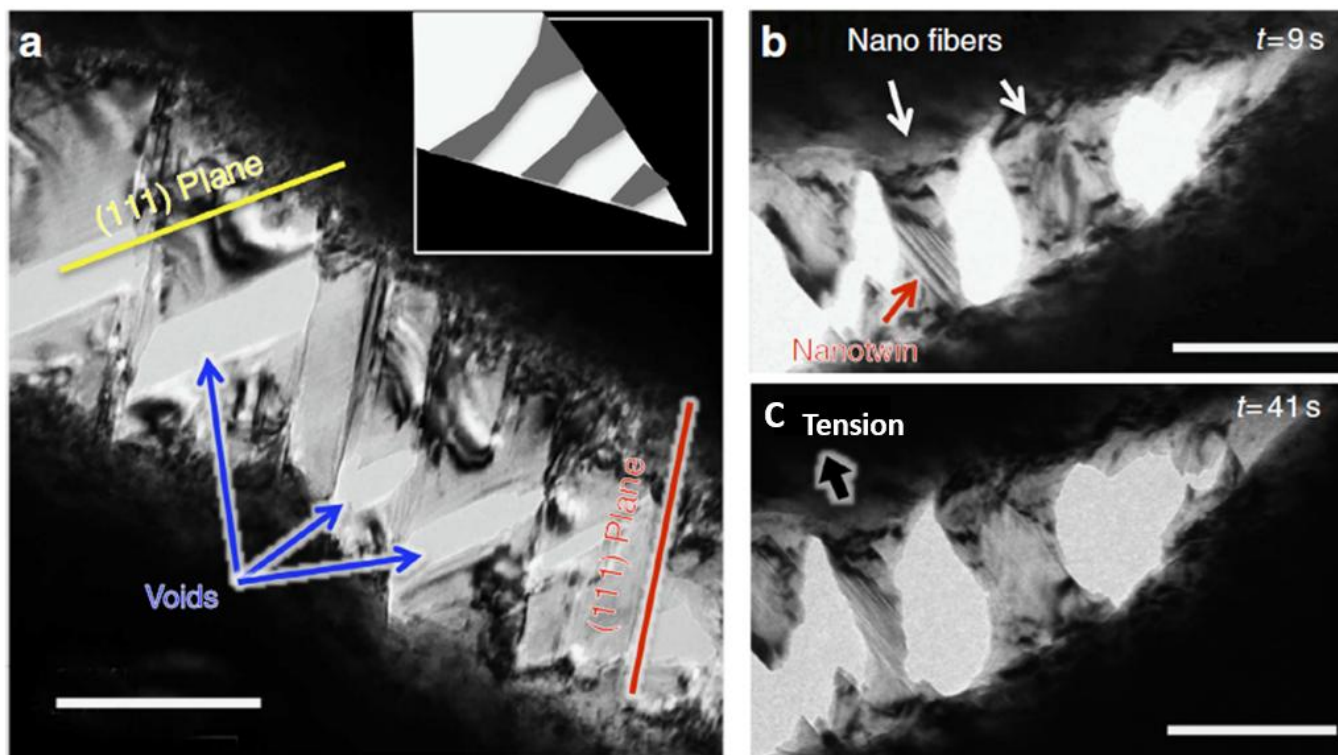 a
(111) Plane
Voids
(111) Plane
b
Nano fibers
t=9 s
Nanotwin
C
Tension
t=41 s